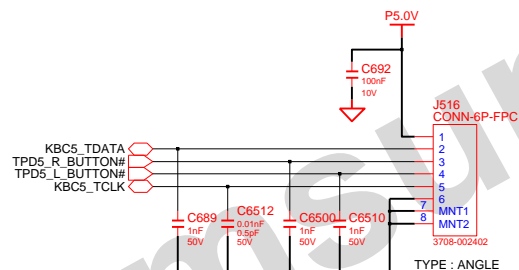 P5.0V
C692
100nF
10V
J516
CONN-6P-FPC
KBC5_TDATA
TPD5_R_BUTTON#
TPD5_L_BUTTON#
KBC5_TCLK
1
2
3
4
5
6
7 MNT1
8 MNT2
C689
1nF
50V
C6512
0.01nF
0.5pF
50V
C6500
1nF
50V
C6510
1nF
50V
3708-002402
TYPE : ANGLE